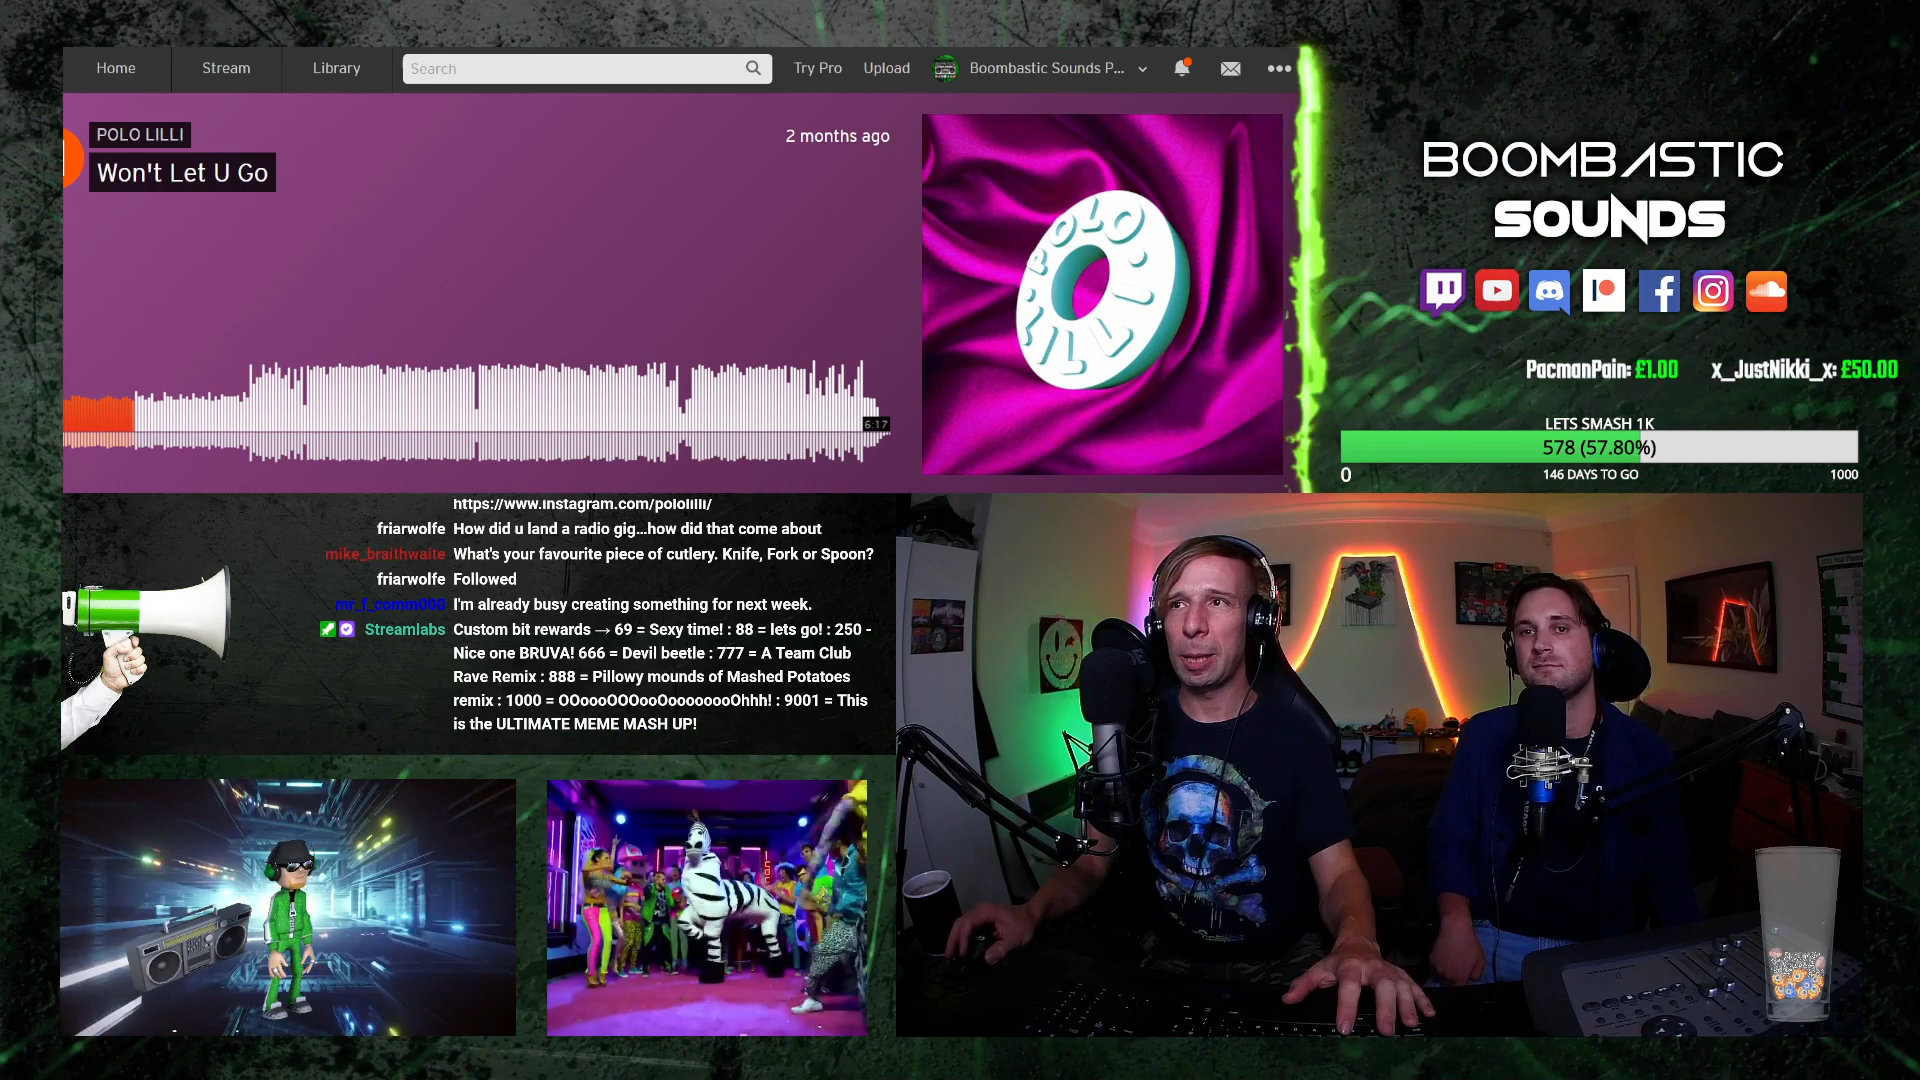 Home
Stream
Library
Search
Try Pro
Upload
Boombastic Sounds P...
POLO LILLI
Won't Let U Go
2 months ago
6:17
POLO
LILLI
BOOMBASTIC
SOUNDS
PacmanPain: £1.00
x_JustNikki_x: £50.00
LETS SMASH 1K
578 (57.80%)
0
146 DAYS TO GO
1000
https://www.instagram.com/pololilli/
friarwolfe How did u land a radio gig...how did that come about
mike_braithwaite What's your favourite piece of cutlery. Knife, Fork or Spoon?
friarwolfe Followed
mr_f_comm000 I'm already busy creating something for next week.
Streamlabs Custom bit rewards → 69 = Sexy time! : 88 = lets go! : 250 -
Nice one BRUVA! 666 = Devil beetle : 777 = A Team Club
Rave Remix : 888 = Pillowy mounds of Mashed Potatoes
remix : 1000 = OOoooOOOooOoooooooOhhh! : 9001 = This
is the ULTIMATE MEME MASH UP!